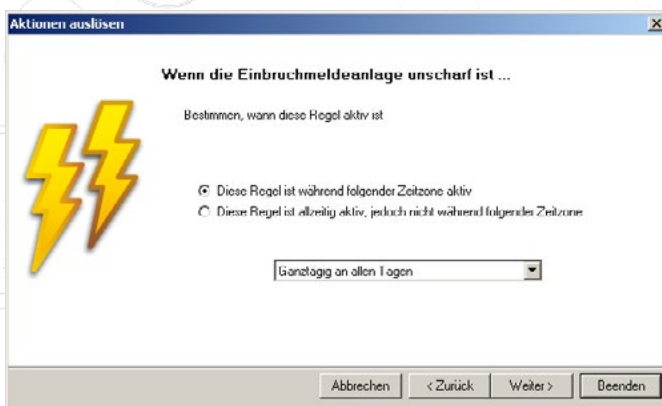 Aktionen auslösen
Wenn die Einbruchmeldeanlage unscharf ist ...
Bestimmen, wann diese Regel aktiv ist
Diese Regel ist während folgender Zeitzone aktiv
Diese Regel ist allzeitig aktiv, jedoch nicht während folgender Zeitzone
Ganztagig an allen Tagen
Abbrechen
< Zurück
Weiter >
Beenden